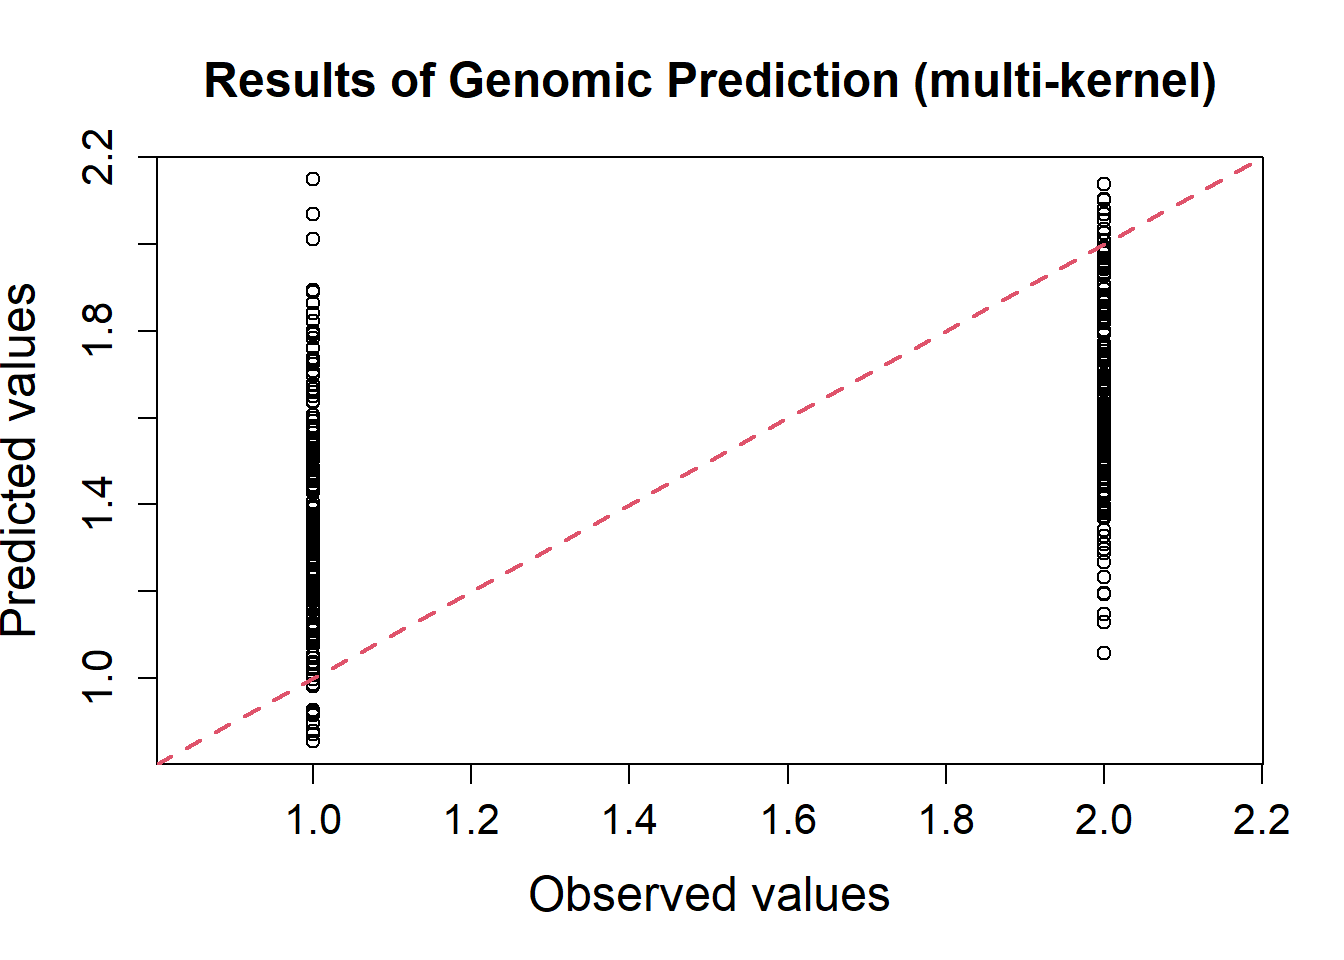 Results of Genomic Prediction (multi-kernel)
Predicted values
2.2
1.8
1.4
1.0
1.0 1.2 1.4 1.6 1.8 2.0 2.2
Observed values